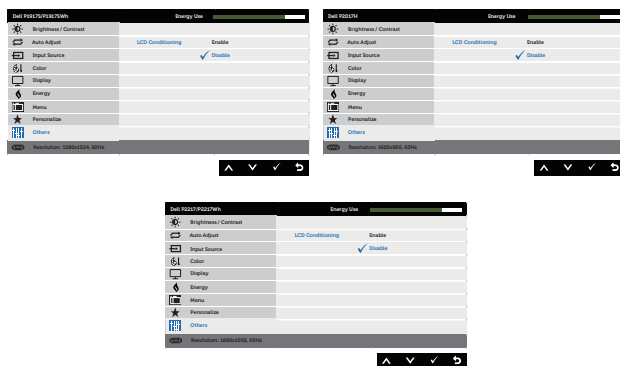 Dell P1917S/P1917SWh Energy Use
Brightness / Contrast
Auto Adjust LCD Conditioning Enable
Input Source Disable
Color
Display
Energy
Menu
Personalize
Others
Resolution: 1280x1024, 60Hz
Dell P2017H Energy Use
Brightness / Contrast
Auto Adjust LCD Conditioning Enable
Input Source Disable
Color
Display
Energy
Menu
Personalize
Others
Resolution: 1600x900, 60Hz
Dell P2217/P2217Wh Energy Use
Brightness / Contrast
Auto Adjust LCD Conditioning Enable
Input Source Disable
Color
Display
Energy
Menu
Personalize
Others
Resolution: 1680x1050, 60Hz